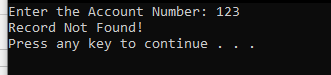 Enter the Account Number: 123
Record Not Found!
Press any key to continue . . .